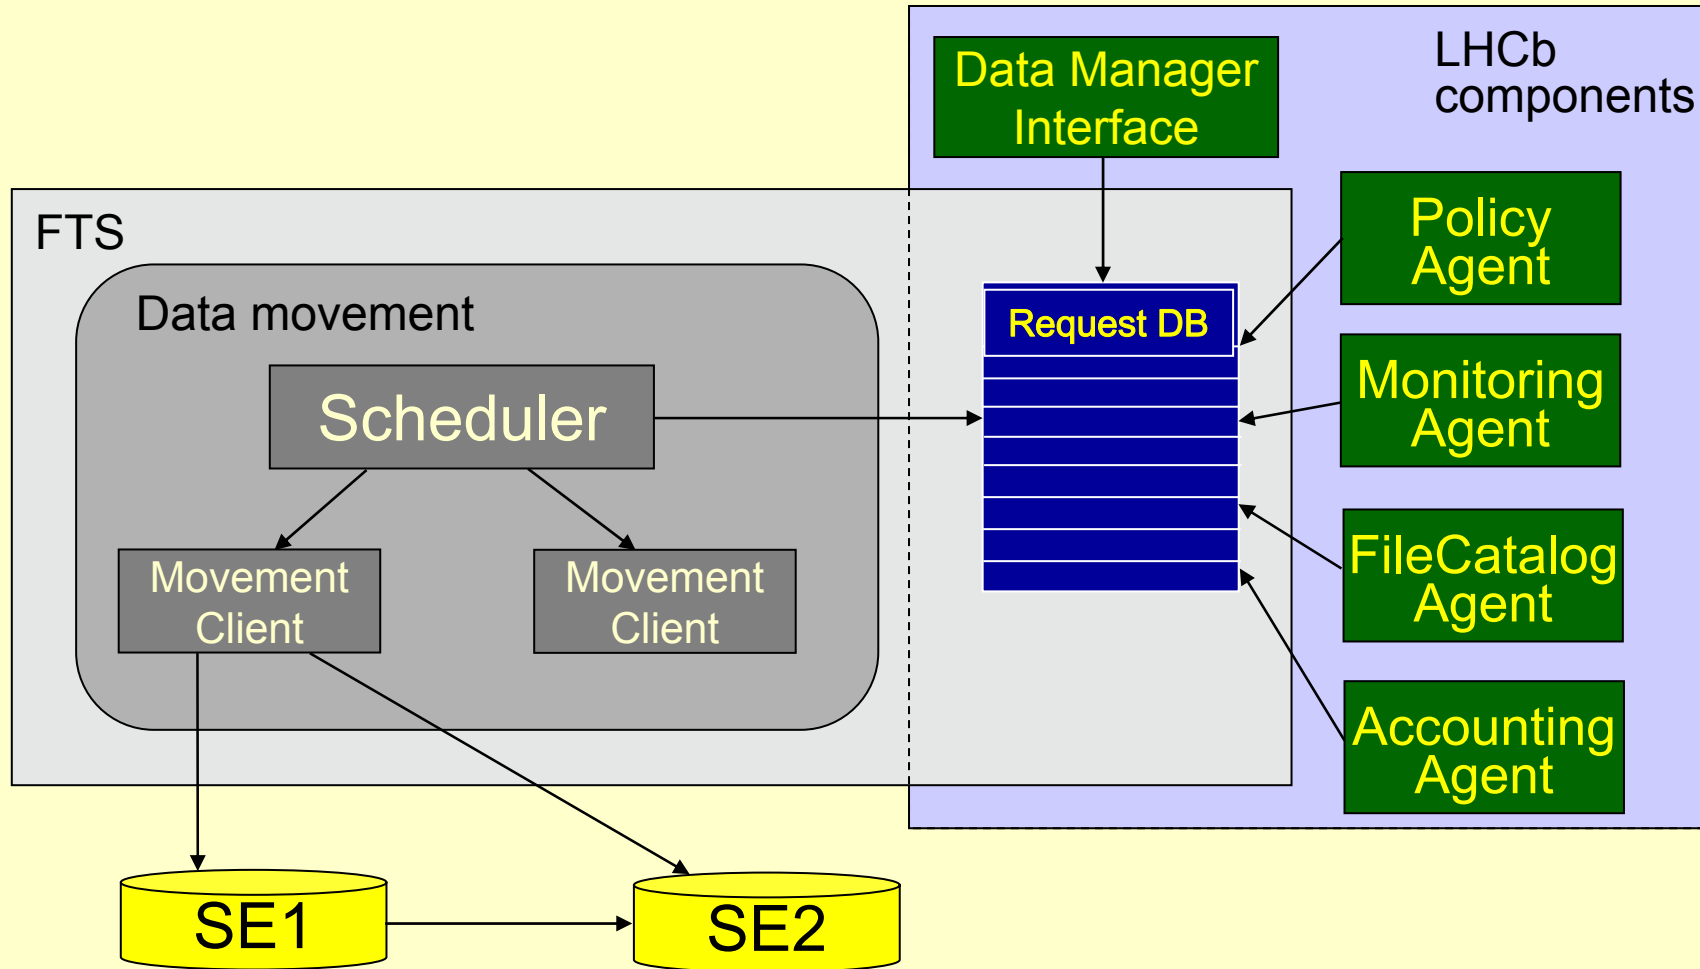 LHCb
components
Data Manager
Interface
FTS
Policy
Agent
Data movement
Request DB
Scheduler
Monitoring
Agent
Movement
Client
Movement
Client
FileCatalog
Agent
Accounting
Agent
SE1
SE2